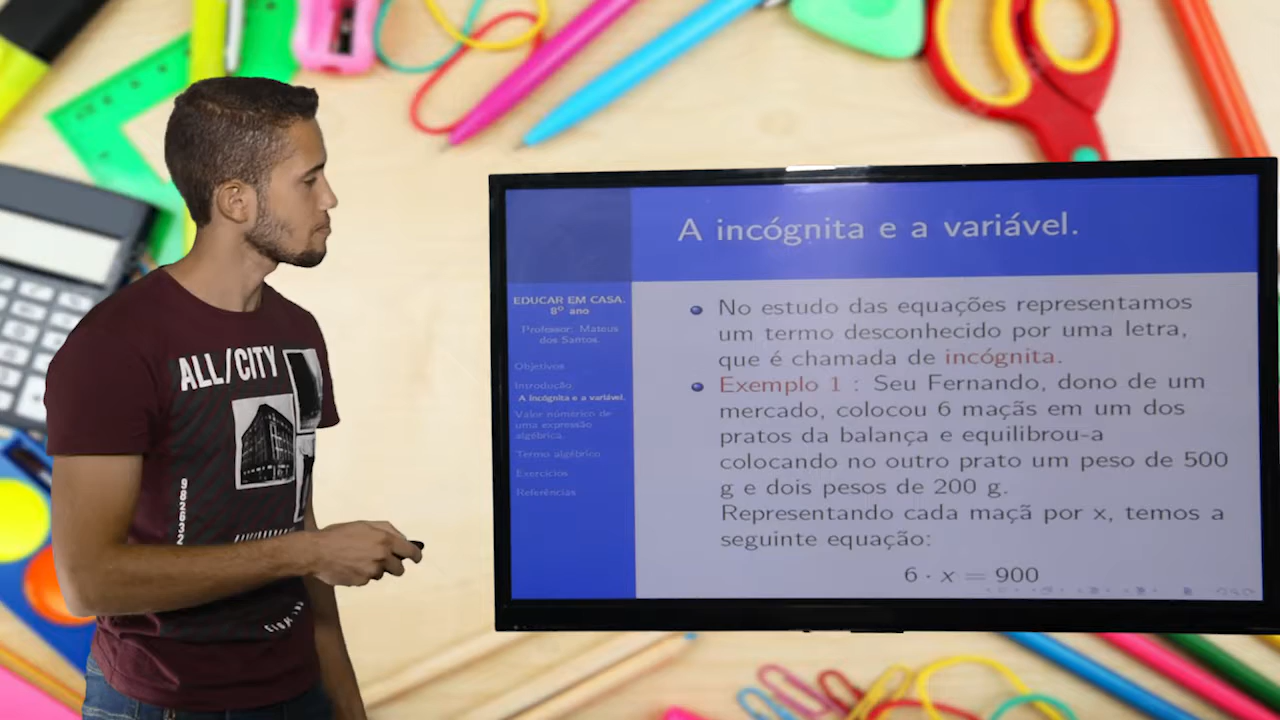 ALL/CITY
A incógnita e a variável.
EDUCAR EM CASA.
8º ano
Professor: Mateus
dos Santos.
Objetivos
Introdução
A incógnita e a variável.
Valor numérico de
uma expressão
algébrica.
Termo algébrico
Exercícios
Referências
No estudo das equações representamos
um termo desconhecido por uma letra,
que é chamada de incógnita.
Exemplo 1 : Seu Fernando, dono de um
mercado, colocou 6 maçãs em um dos
pratos da balança e equilibrou-a
colocando no outro prato um peso de 500
g e dois pesos de 200 g.
Representando cada maçã por x, temos a
seguinte equação:
6 · x = 900